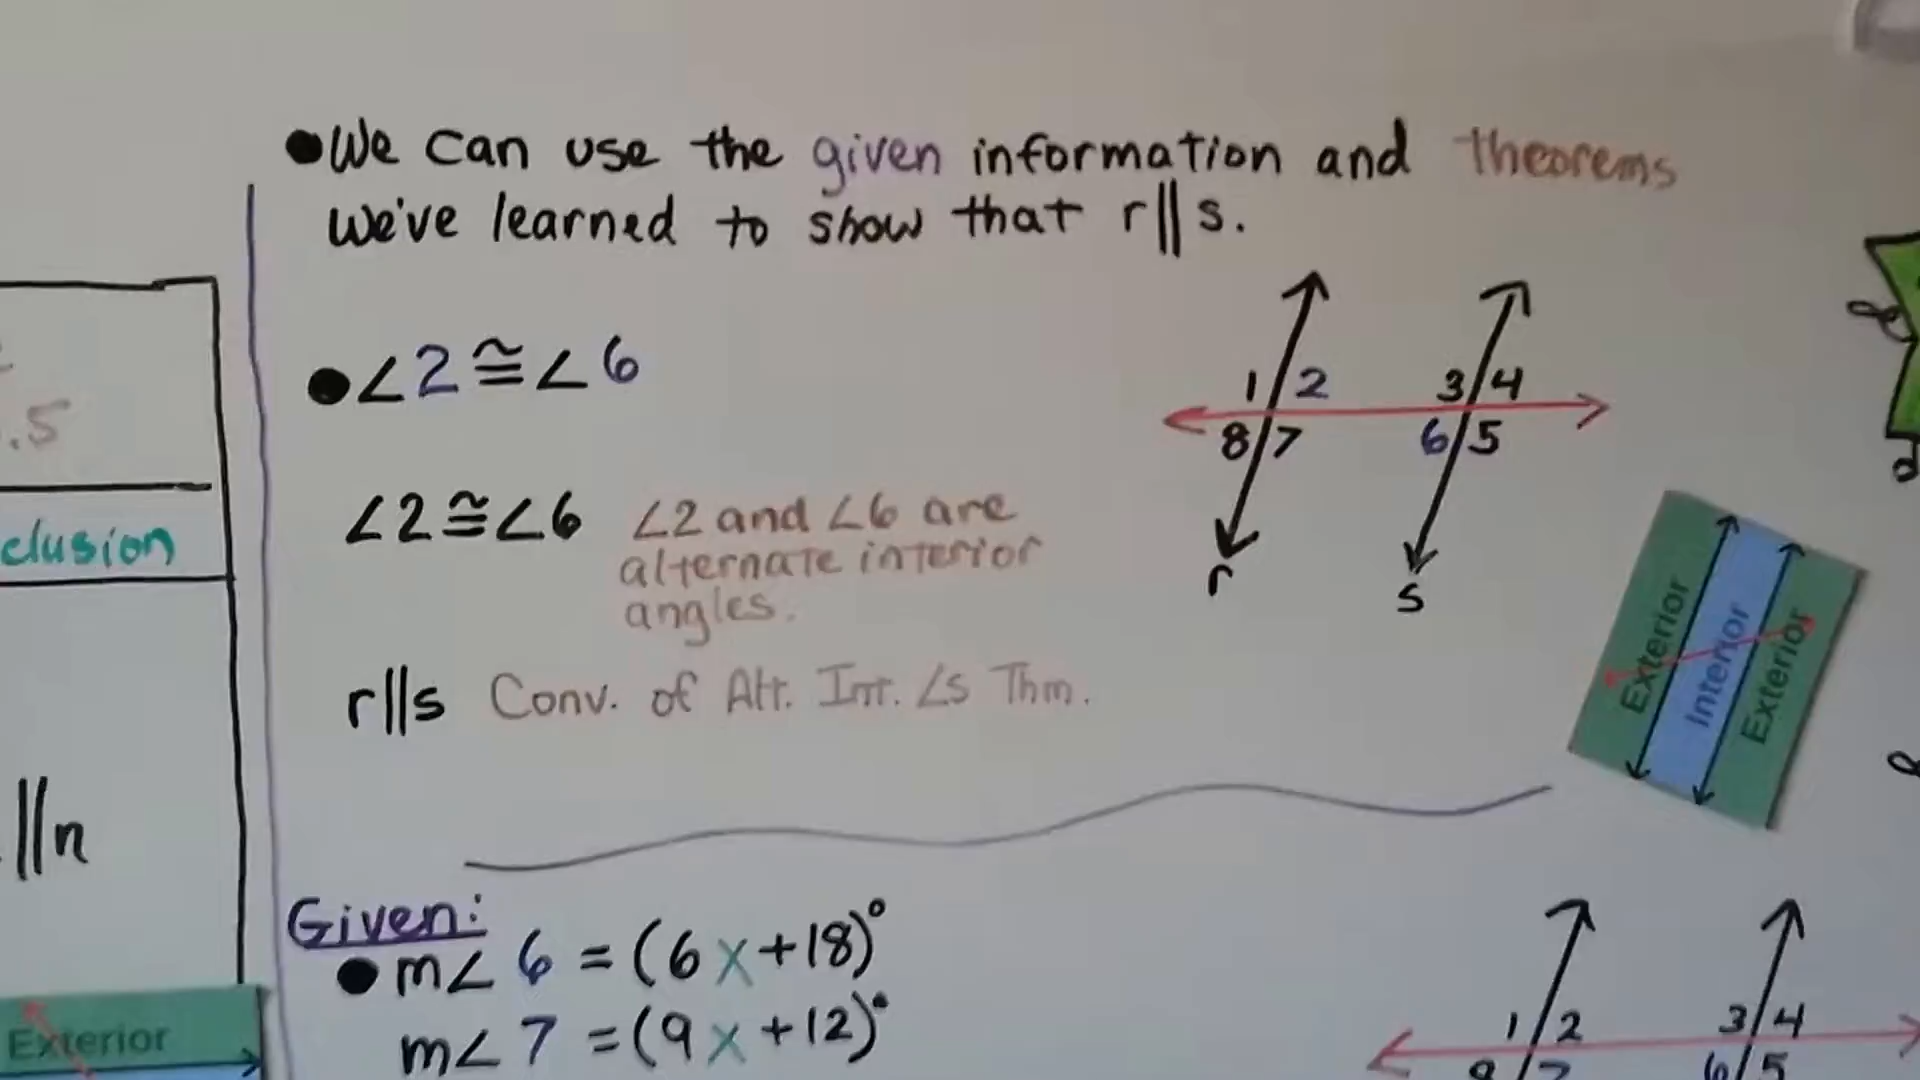 We can use the given information and theorems
we've learned to show that r||s.
∠2≅∠6
1 2 3 4
8 7 6 5
r
s
∠2≅∠6 ∠2 and ∠6 are
alternate interior
angles.
r||s Conv. of Alt. Int. ∠s Thm.
.5
clusion
||n
Exterior
Interior
Exterior
Given:
m∠6 = (6x+18)°
m∠7 = (9x+12)°
1 2 3 4
6 5
Exterior